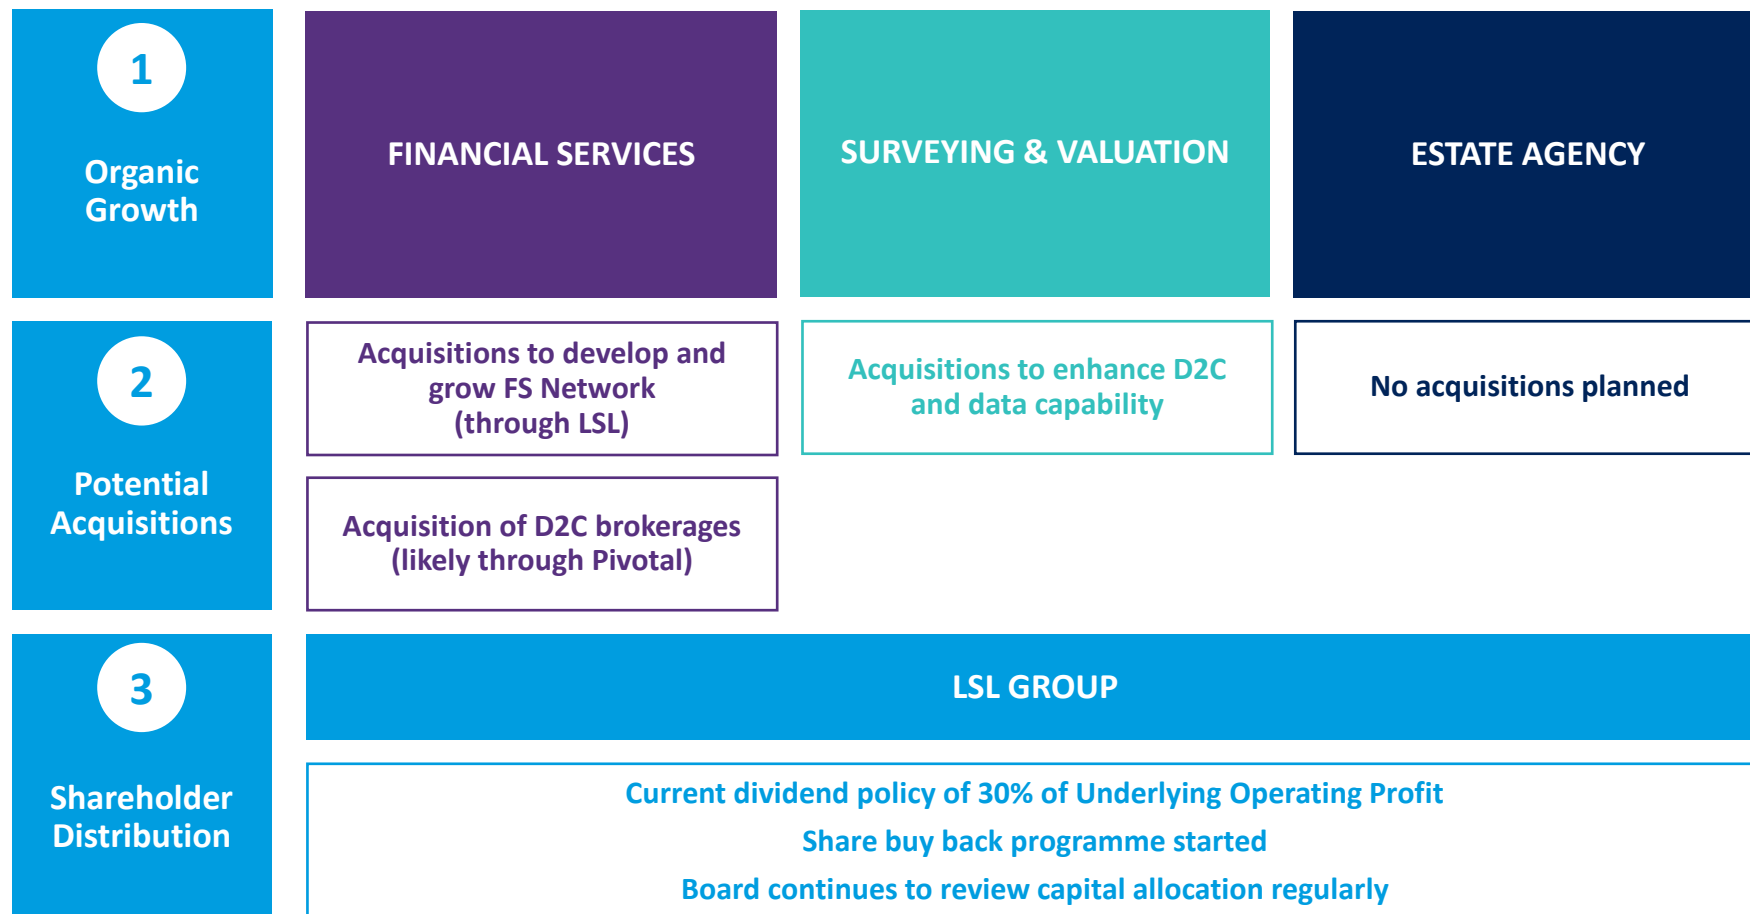 1
Organic
Growth
FINANCIAL SERVICES
SURVEYING & VALUATION
ESTATE AGENCY
2
Potential
Acquisitions
Acquisitions to develop and
grow FS Network
(through LSL)
Acquisition of D2C brokerages
(likely through Pivotal)
Acquisitions to enhance D2C
and data capability
No acquisitions planned
3
Shareholder
Distribution
LSL GROUP
Current dividend policy of 30% of Underlying Operating Profit
Share buy back programme started
Board continues to review capital allocation regularly